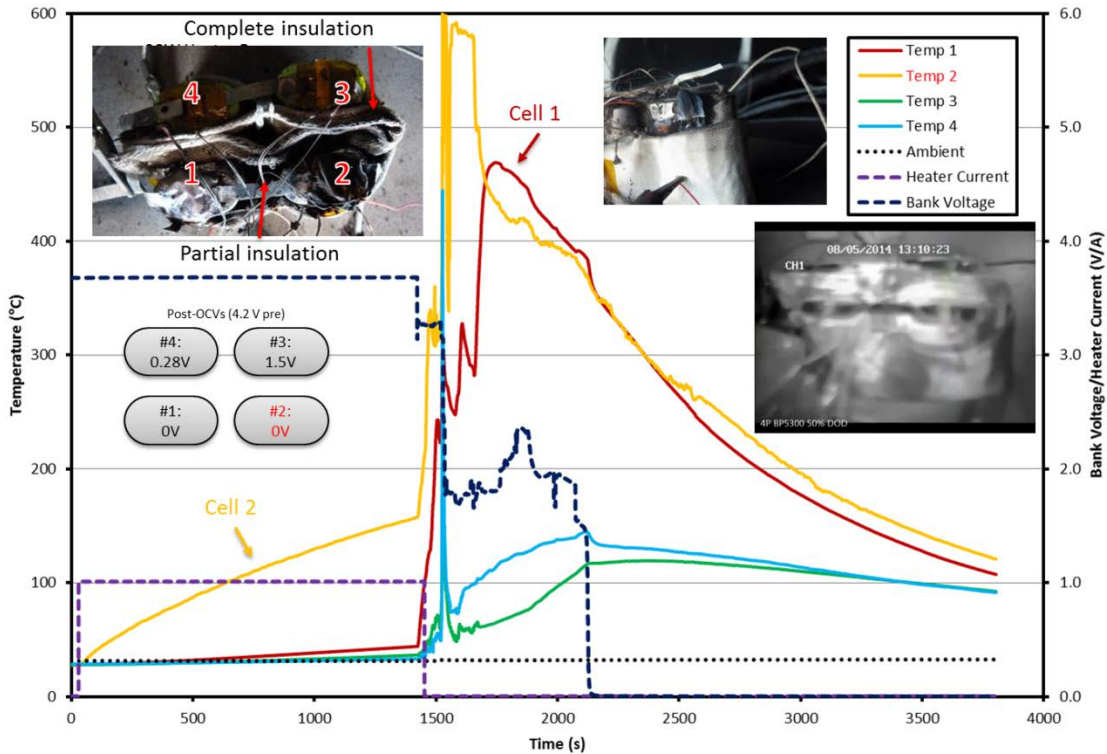 Complete insulation
4
3
1
2
Partial insulation
Post-OCVs (4.2 V pre)
#4:
0.28V
#3:
1.5V
#1:
0V
#2:
0V
Cell 1
Cell 2
Temp 1
Temp 2
Temp 3
Temp 4
Ambient
Heater Current
Bank Voltage
08/05/2014 13:10:23
CH1
4P BP5300 50% DOD
Temperature (°C)
600
500
400
300
200
100
0
Bank Voltage/Heater Current (V/A)
6.0
5.0
4.0
3.0
2.0
1.0
0.0
0
500
1000
1500
2000
2500
3000
3500
4000
Time (s)